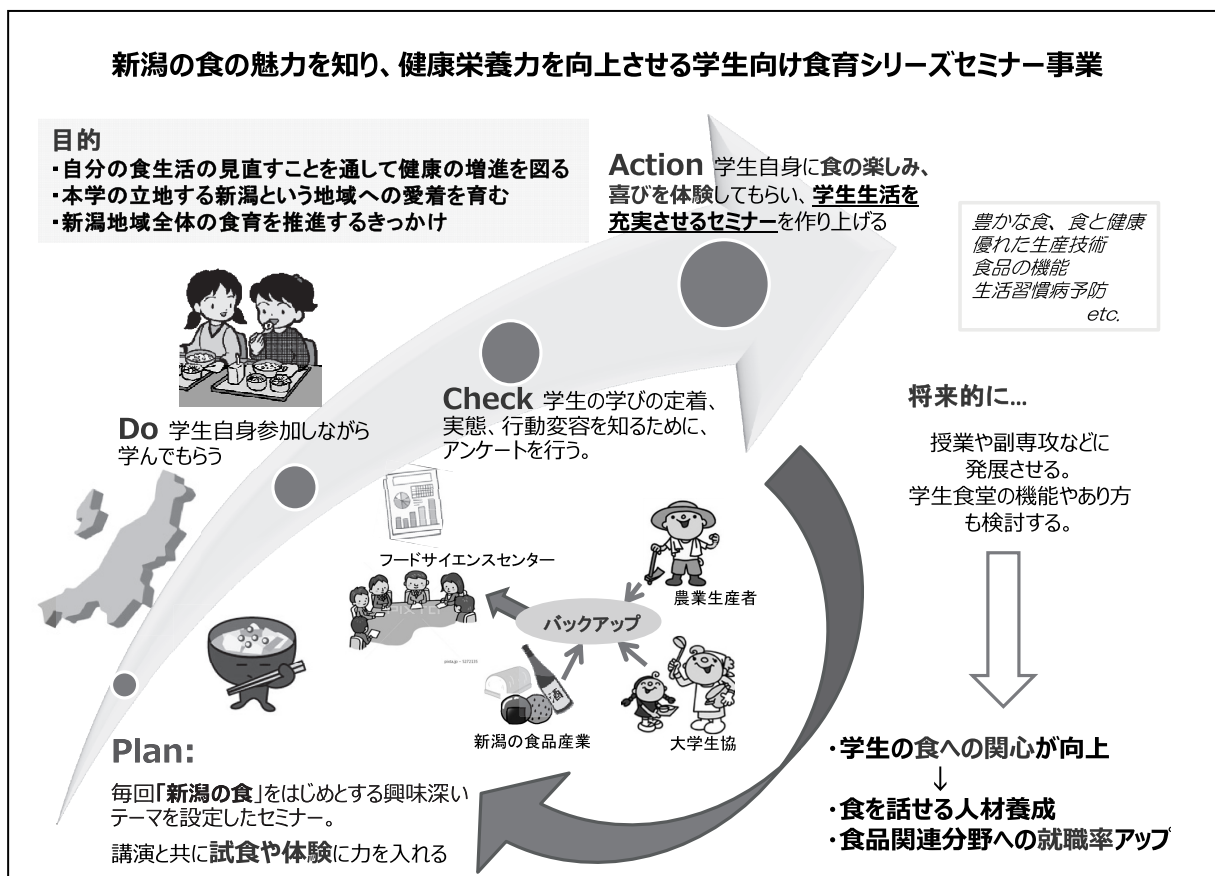 新潟の食の魅力を知り、健康栄養力を向上させる学生向け食育シリーズセミナー事業
目的
・自分の食生活の見直すことを通して健康の増進を図る
・本学の立地する新潟という地域への愛着を育む
・新潟地域全体の食育を推進するきっかけ
Action 学生自身に食の楽しみ、
喜びを体験してもらい、学生生活を
充実させるセミナーを作り上げる
豊かな食、食と健康
優れた生産技術
食品の機能
生活習慣病予防
etc.
Do 学生自身参加しながら
学んでもらう
Check 学生の学びの定着、
実態、行動変容を知るために、
アンケートを行う。
将来的に...
授業や副専攻などに
発展させる。
学生食堂の機能やあり方
も検討する。
フードサイエンスセンター
農業生産者
バックアップ
酒
新潟の食品産業
大学生協
Plan:
毎回「新潟の食」をはじめとする興味深い
テーマを設定したセミナー。
講演と共に試食や体験に力を入れる
・学生の食への関心が向上
↓
・食を話せる人材養成
・食品関連分野への就職率アップ